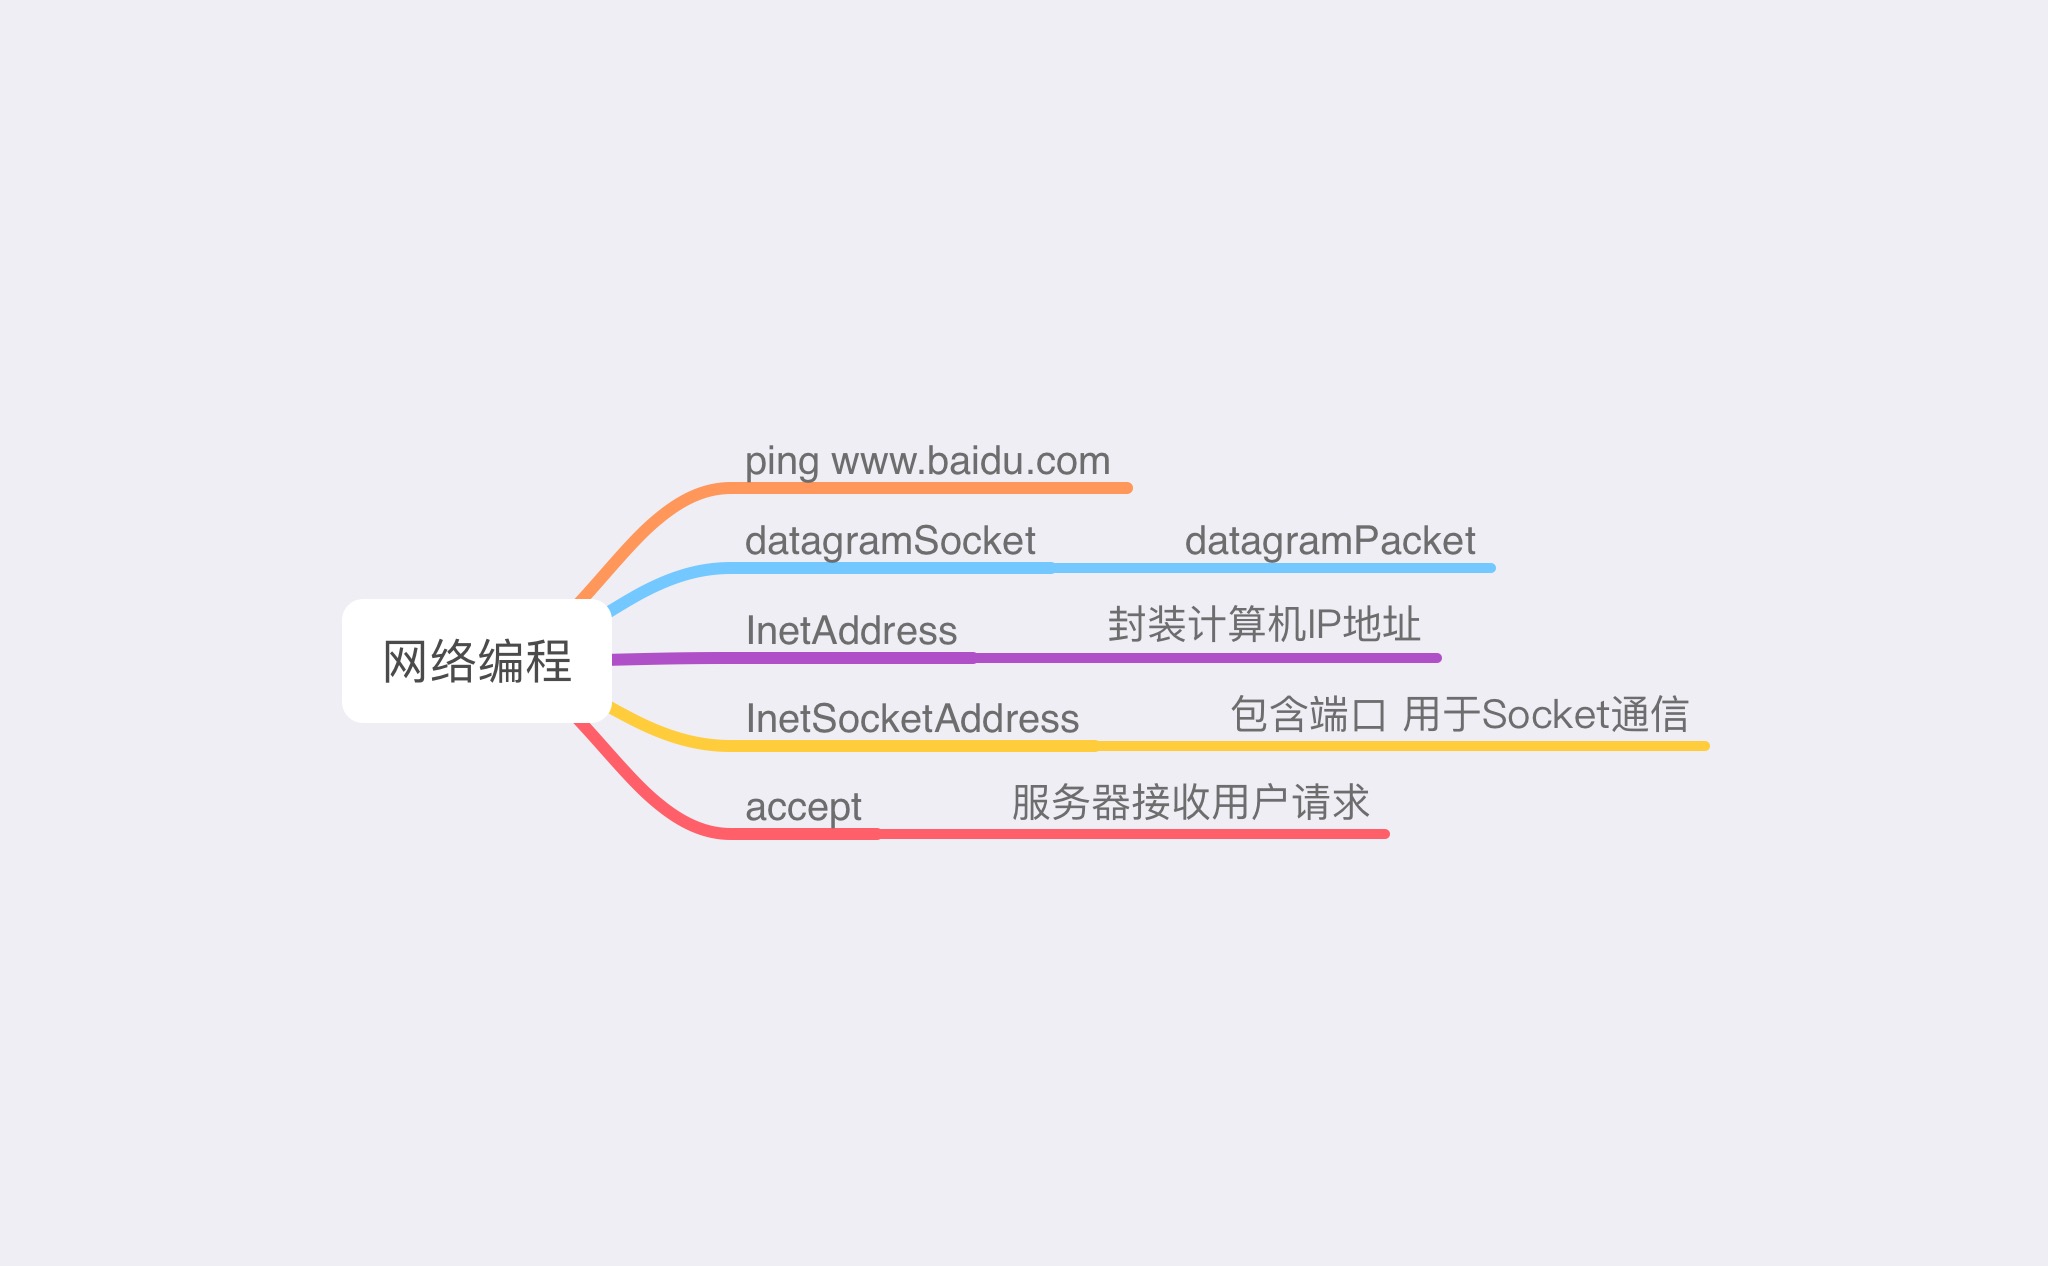 网络编程
ping www.baidu.com
datagramSocket
datagramPacket
InetAddress
封装计算机IP地址
InetSocketAddress
包含端口 用于Socket通信
accept
服务器接收用户请求